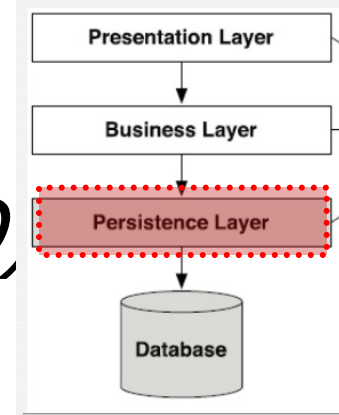 Presentation Layer
Business Layer
Persistence Layer
Database